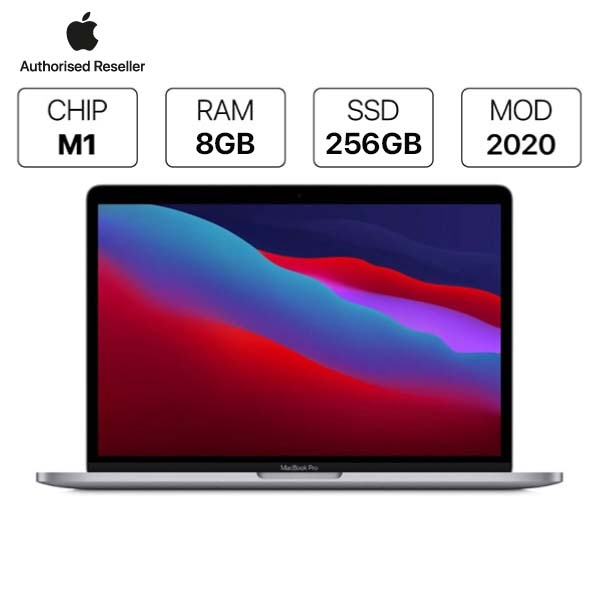 Authorised Reseller
CHIP
M1
RAM
8GB
SSD
256GB
MOD
2020
MacBook Pro